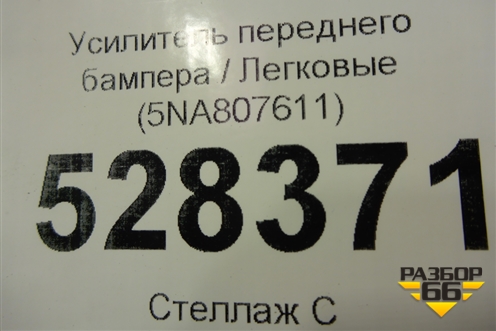 Усилитель переднего
бампера / Легковые
(5NA807611)
528371
Стеллаж С
РАЗБОР
66